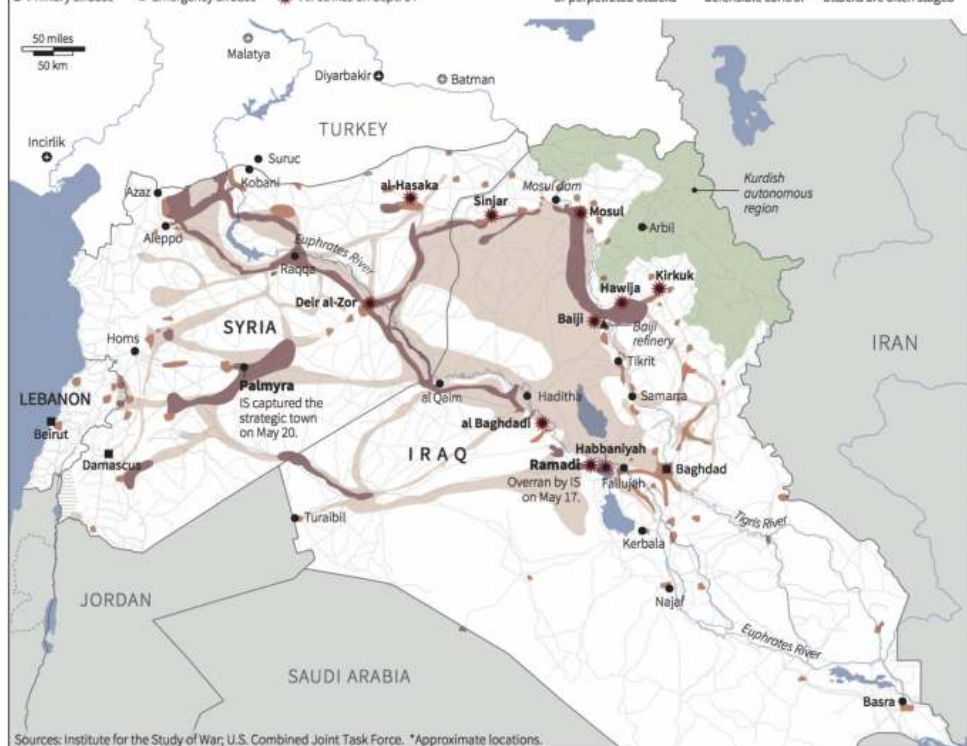 50 miles
50 km
Malatya
Diyarbakir
Batman
TURKEY
Incirlik
Suruc
Kobani
Azaz
al-Hasaka
Sinjar
Mosul dam
Mosul
Kurdish
autonomous
region
Arbil
Aleppo
Euphrates River
Raqqa
Kirkuk
Hawija
Deir al-Zor
Baiji
Baiji
refinery
SYRIA
Homs
Tikrit
IRAN
Palmyra
IS captured the
strategic town
on May 20.
al Qaim
Haditha
Samarra
LEBANON
Beirut
al Baghdadi
IRAQ
Habbaniyah
Damascus
Ramadi
Overran by IS
on May 17.
Fallujah
Baghdad
Turaibil
Tigris River
Kerbala
JORDAN
Najaf
Euphrates River
SAUDI ARABIA
Basra
Sources: Institute for the Study of War; U.S. Combined Joint Task Force. *Approximate locations.